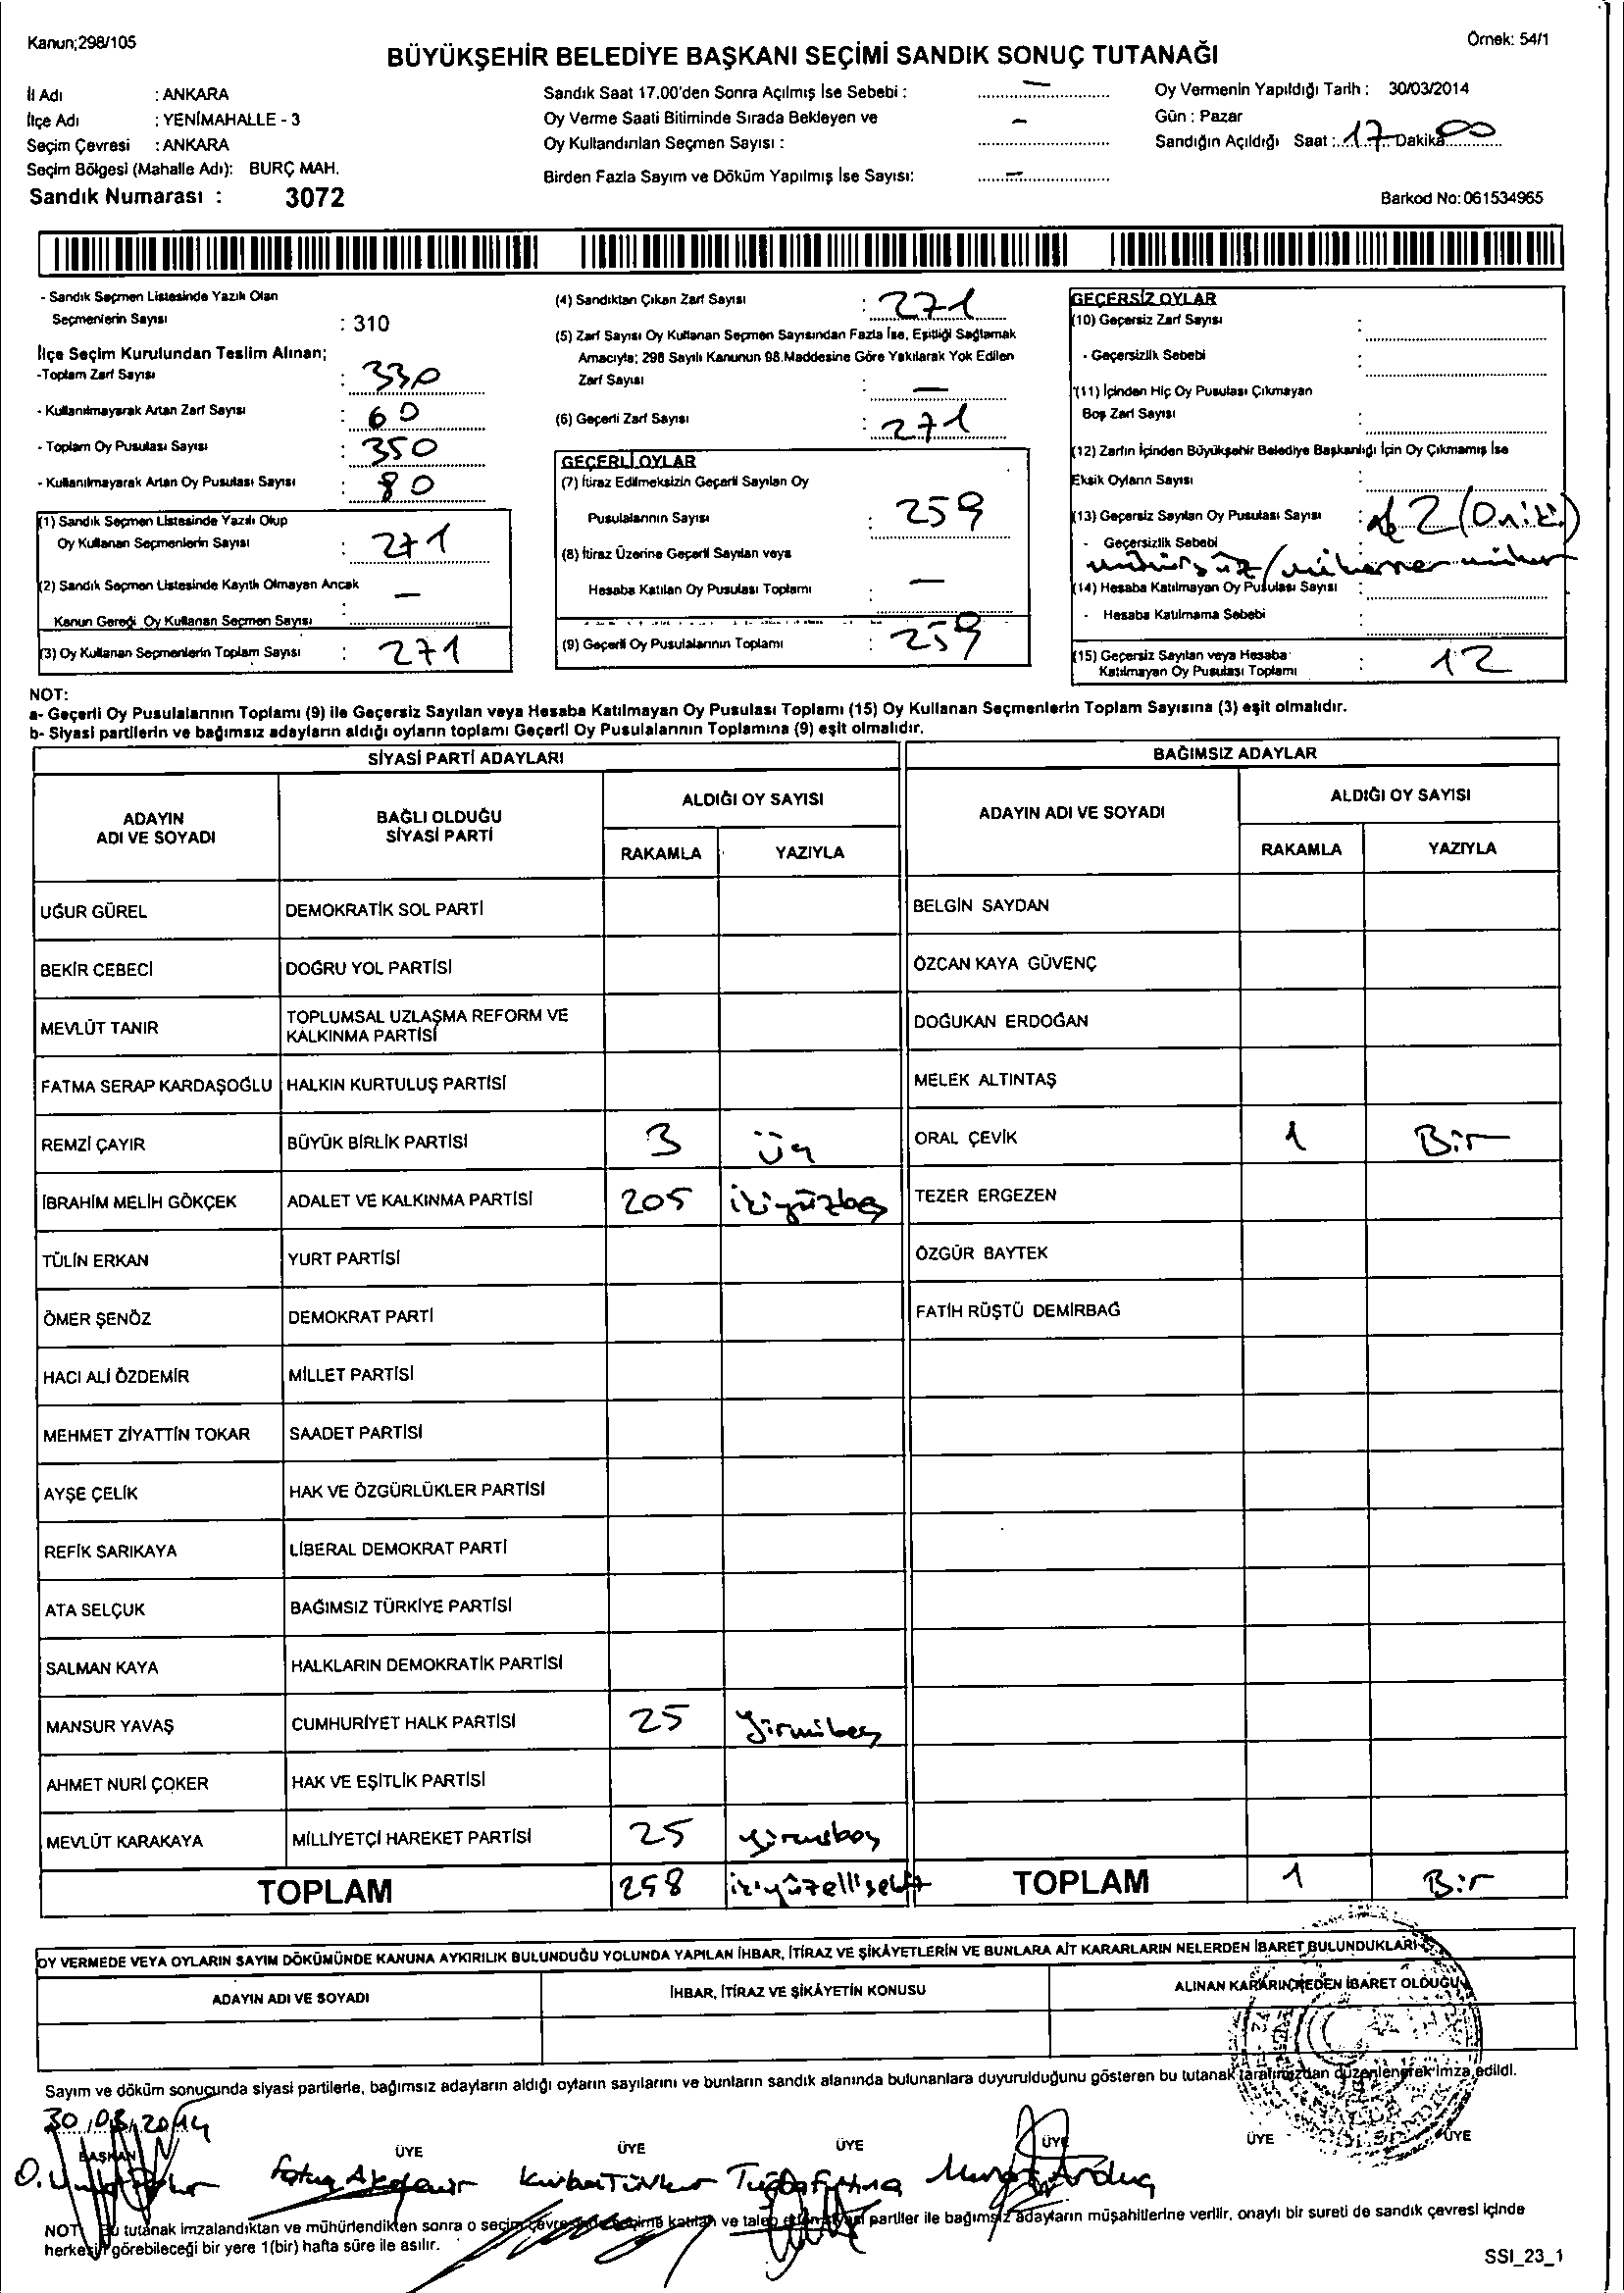 Kanun;298/105
Örnek: 54/1
BÜYÜKŞEHİR BELEDİYE BAŞKANI SEÇİMİ SANDIK SONUÇ TUTANAĞI
İl Adı : ANKARA
İlçe Adı : YENİMAHALLE - 3
Seçim Çevresi : ANKARA
Seçim Bölgesi (Mahalle Adı): BURÇ MAH.
Sandık Numarası : 3072
Sandık Saat 17.00'den Sonra Açılmış İse Sebebi : —
Oy Verme Saati Bitiminde Sırada Bekleyen ve
Oy Kullandırılan Seçmen Sayısı : —
Birden Fazla Sayım ve Döküm Yapılmış İse Sayısı: —
Oy Vermenin Yapıldığı Tarih : 30/03/2014
Gün : Pazar
Sandığın Açıldığı Saat : 17 Dakika 00
Barkod No: 061534965
- Sandık Seçmen Listesinde Yazılı Olan
Seçmenlerin Sayısı : 310
İlçe Seçim Kurulundan Teslim Alınan;
-Toplam Zarf Sayısı : 330
- Kullanılmayarak Artan Zarf Sayısı : 60
- Toplam Oy Pusulası Sayısı : 350
- Kullanılmayarak Artan Oy Pusulası Sayısı : 80
(1) Sandık Seçmen Listesinde Yazılı Olup
Oy Kullanan Seçmenlerin Sayısı : 271
(2) Sandık Seçmen Listesinde Kayıtlı Olmayan Ancak
Kanun Gereği Oy Kullanan Seçmen Sayısı : —
(3) Oy Kullanan Seçmenlerin Toplam Sayısı : 271
(4) Sandıktan Çıkan Zarf Sayısı : 271
(5) Zarf Sayısı Oy Kullanan Seçmen Sayısından Fazla İse, Eşitliği Sağlamak
Amacıyla; 298 Sayılı Kanunun 98.Maddesine Göre Yakılarak Yok Edilen
Zarf Sayısı : —
(6) Geçerli Zarf Sayısı : 271
GEÇERLİ OYLAR
(7) İtiraz Edilmeksizin Geçerli Sayılan Oy
Pusulalarının Sayısı : 259
(8) İtiraz Üzerine Geçerli Sayılan veya
Hesaba Katılan Oy Pusulası Toplamı : —
(9) Geçerli Oy Pusulalarının Toplamı : 259
GEÇERSİZ OYLAR
(10) Geçersiz Zarf Sayısı :
- Geçersizlik Sebebi :
(11) İçinden Hiç Oy Pusulası Çıkmayan
Boş Zarf Sayısı :
(12) Zarfın İçinden Büyükşehir Belediye Başkanlığı İçin Oy Çıkmamış İse
Eksik Oyların Sayısı :
(13) Geçersiz Sayılan Oy Pusulası Sayısı : 12 (Oniki)
- Geçersizlik Sebebi
mühürsüz/mükerrer mühür
(14) Hesaba Katılmayan Oy Pusulası Sayısı :
- Hesaba Katılmama Sebebi :
(15) Geçersiz Sayılan veya Hesaba
Katılmayan Oy Pusulası Toplamı : 12
NOT:
a- Geçerli Oy Pusulalarının Toplamı (9) ile Geçersiz Sayılan veya Hesaba Katılmayan Oy Pusulası Toplamı (15) Oy Kullanan Seçmenlerin Toplam Sayısına (3) eşit olmalıdır.
b- Siyasi partilerin ve bağımsız adayların aldığı oyların toplamı Geçerli Oy Pusulalarının Toplamına (9) eşit olmalıdır.
SİYASİ PARTİ ADAYLARI
BAĞIMSIZ ADAYLAR
ADAYIN
ADI VE SOYADI
BAĞLI OLDUĞU
SİYASİ PARTİ
ALDIĞI OY SAYISI
RAKAMLA YAZIYLA
ADAYIN ADI VE SOYADI
ALDIĞI OY SAYISI
RAKAMLA YAZIYLA
UĞUR GÜREL DEMOKRATİK SOL PARTİ BELGİN SAYDAN
BEKİR CEBECİ DOĞRU YOL PARTİSİ ÖZCAN KAYA GÜVENÇ
MEVLÜT TANIR TOPLUMSAL UZLAŞMA REFORM VE
KALKINMA PARTİSİ DOĞUKAN ERDOĞAN
FATMA SERAP KARDAŞOĞLU HALKIN KURTULUŞ PARTİSİ MELEK ALTINTAŞ
REMZİ ÇAYIR BÜYÜK BİRLİK PARTİSİ 3 üç ORAL ÇEVİK 1 Bir
İBRAHİM MELİH GÖKÇEK ADALET VE KALKINMA PARTİSİ 205 ikiyüzbeş TEZER ERGEZEN
TÜLİN ERKAN YURT PARTİSİ ÖZGÜR BAYTEK
ÖMER ŞENÖZ DEMOKRAT PARTİ FATİH RÜŞTÜ DEMİRBAĞ
HACI ALİ ÖZDEMİR MİLLET PARTİSİ
MEHMET ZİYATTİN TOKAR SAADET PARTİSİ
AYŞE ÇELİK HAK VE ÖZGÜRLÜKLER PARTİSİ
REFİK SARIKAYA LİBERAL DEMOKRAT PARTİ
ATA SELÇUK BAĞIMSIZ TÜRKİYE PARTİSİ
SALMAN KAYA HALKLARIN DEMOKRATİK PARTİSİ
MANSUR YAVAŞ CUMHURİYET HALK PARTİSİ 25 Yirmibeş
AHMET NURİ ÇOKER HAK VE EŞİTLİK PARTİSİ
MEVLÜT KARAKAYA MİLLİYETÇİ HAREKET PARTİSİ 25 yirmibeş
TOPLAM 258 ikiyüzellisekiz TOPLAM 1 Bir
OY VERMEDE VEYA OYLARIN SAYIM DÖKÜMÜNDE KANUNA AYKIRILIK BULUNDUĞU YOLUNDA YAPILAN İHBAR, İTİRAZ VE ŞİKÂYETLERİN VE BUNLARA AİT KARARLARIN NELERDEN İBARET BULUNDUKLARI
ADAYIN ADI VE SOYADI İHBAR, İTİRAZ VE ŞİKÂYETİN KONUSU ALINAN KARARIN NEDEN İBARET OLDUĞU
Sayım ve döküm sonuçunda siyasi partilerle, bağımsız adayların aldığı oyların sayılarını ve bunların sandık alanında bulunanlara duyurulduğunu gösteren bu tutanak tarafımızdan düzenlenerek imza edildi.
30.03.2014
BAŞKAN ÜYE ÜYE ÜYE ÜYE ÜYE ÜYE
NOT: Bu tutanak imzalandıktan ve mühürlendikten sonra o seçim çevresinde seçime katılan ve talep eden siyasi partiler ile bağımsız adayların müşahitlerine verilir, onaylı bir sureti de sandık çevresi içinde
herkesin görebileceği bir yere 1(bir) hafta süre ile asılır.
SSI_23_1